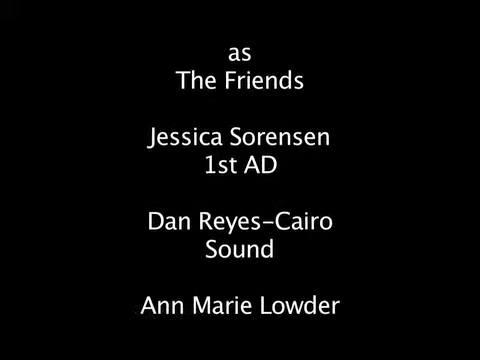 as
The Friends
Jessica Sorensen
1st AD
Dan Reyes-Cairo
Sound
Ann Marie Lowder